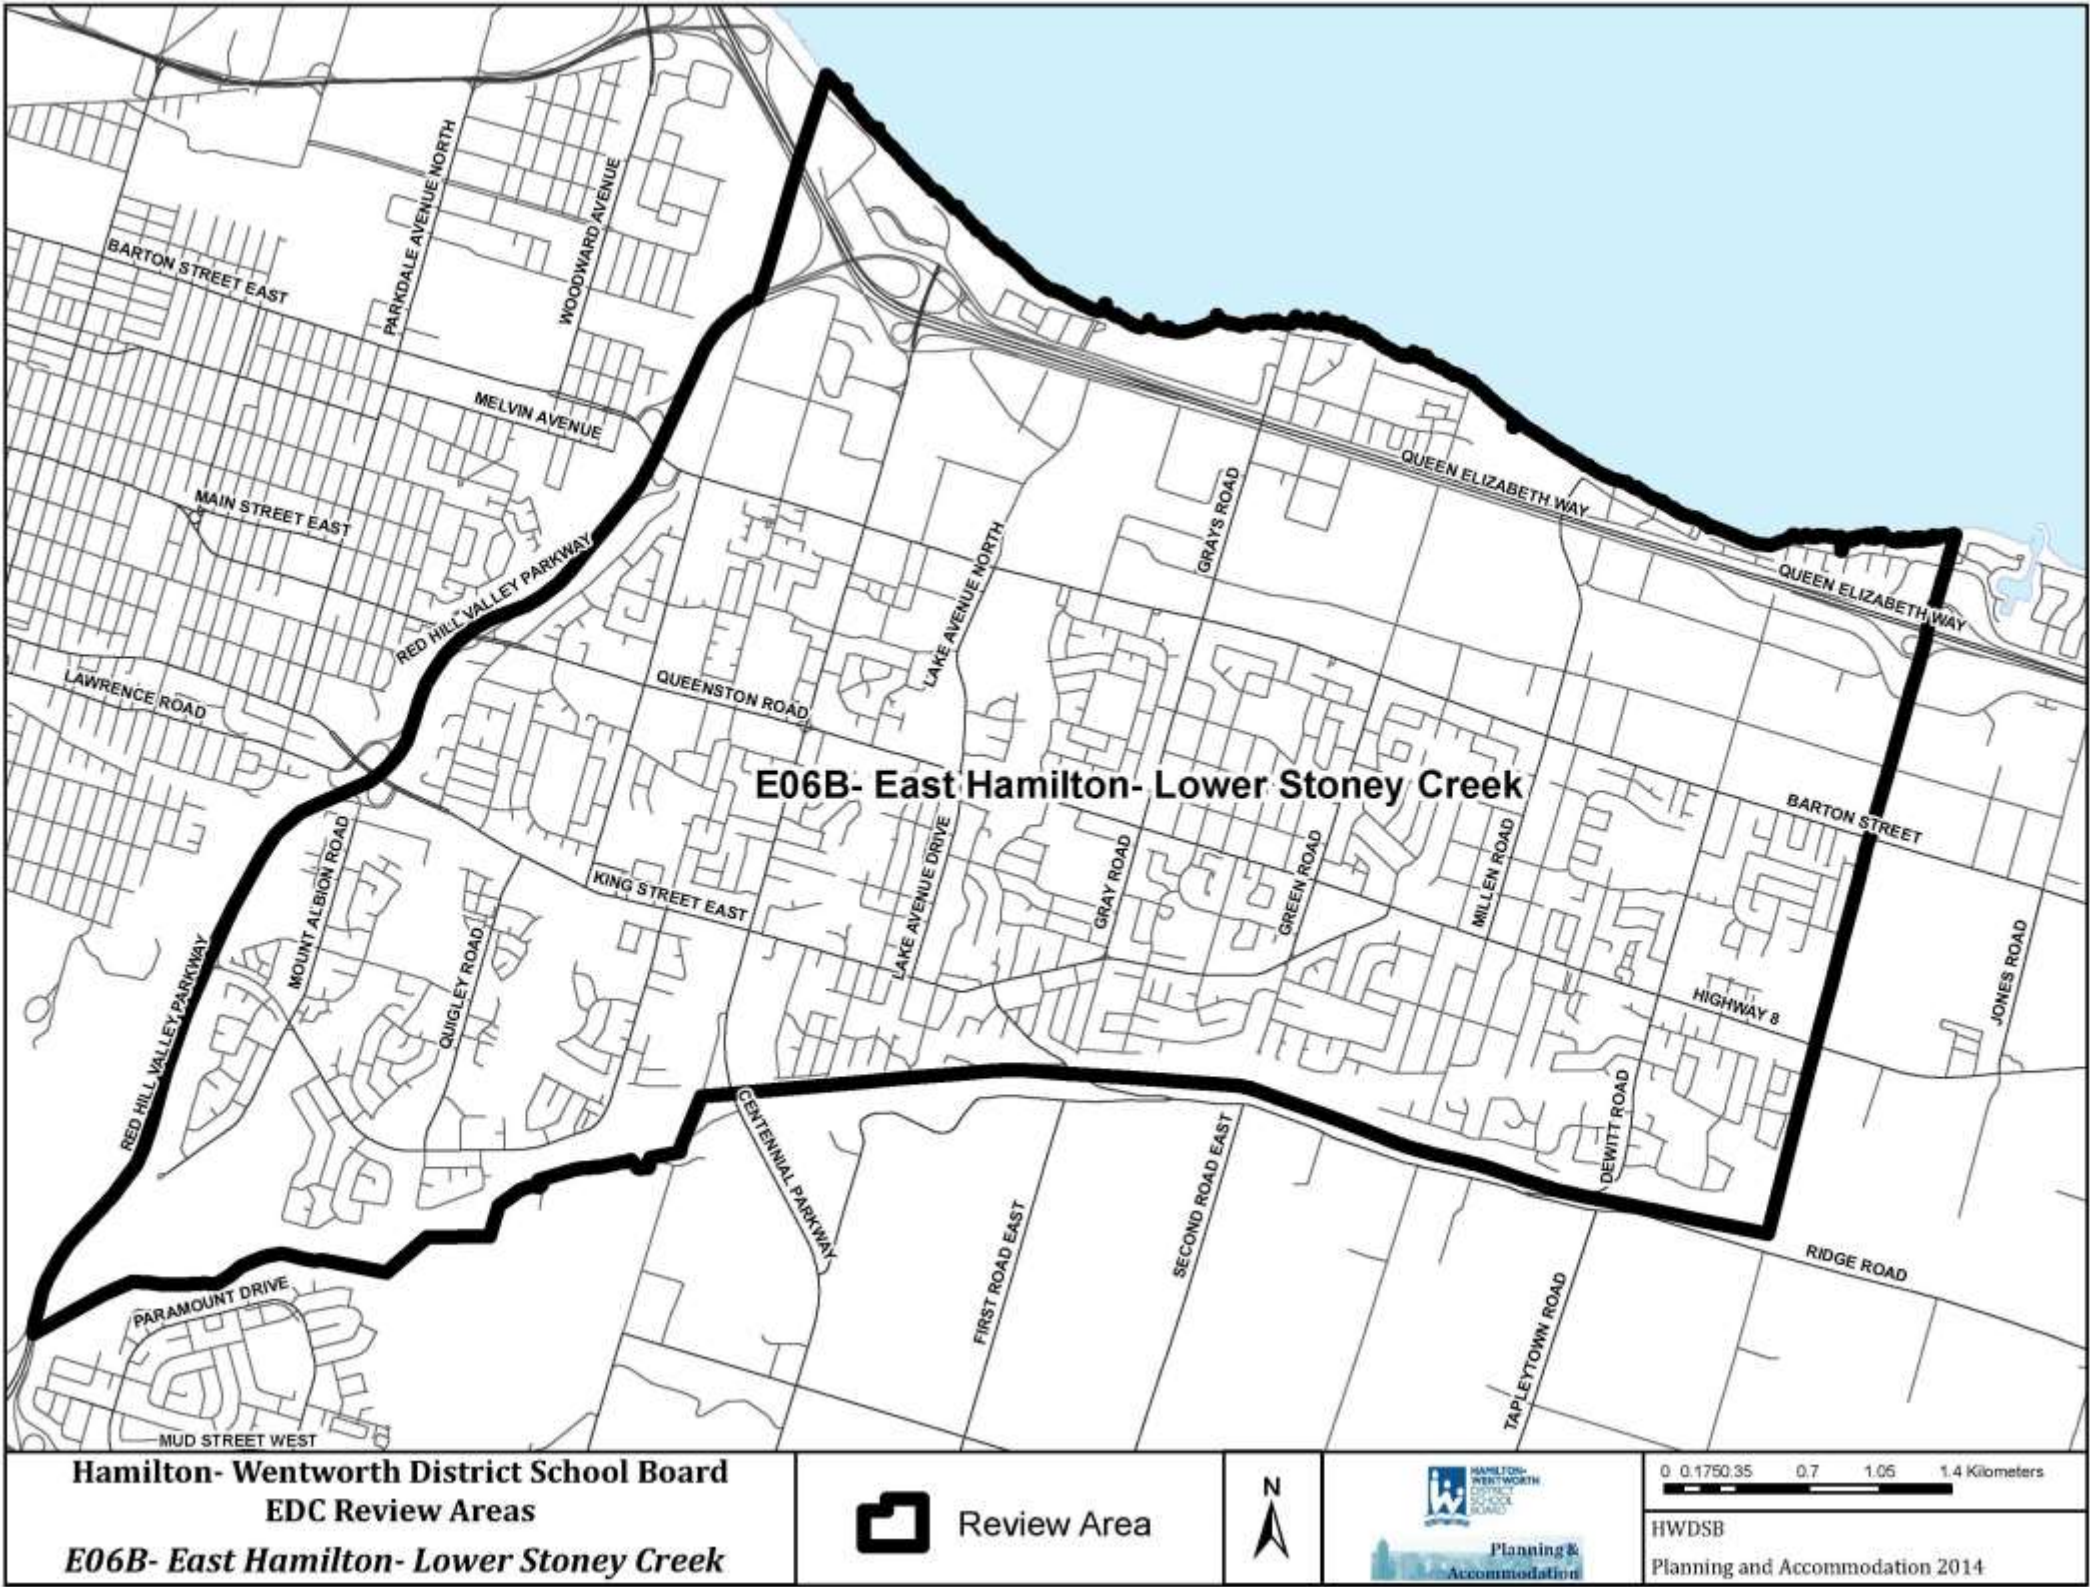 PARKDALE AVENUE NORTH
WOODWARD AVENUE
BARTON STREET EAST
MELVIN AVENUE
MAIN STREET EAST
QUEEN ELIZABETH WAY
GRAYS ROAD
LAKE AVENUE NORTH
RED HILL VALLEY PARKWAY
QUEEN ELIZABETH WAY
LAWRENCE ROAD
QUEENSTON ROAD
E06B- East Hamilton- Lower Stoney Creek
BARTON STREET
MOUNT ALBION ROAD
KING STREET EAST
LAKE AVENUE DRIVE
GRAY ROAD
GREEN ROAD
MILLEN ROAD
QUIGLEY ROAD
JONES ROAD
HIGHWAY 8
RED HILL VALLEY PARKWAY
DEWITT ROAD
CENTENNIAL PARKWAY
SECOND ROAD EAST
FIRST ROAD EAST
RIDGE ROAD
PARAMOUNT DRIVE
TAPLEYTOWN ROAD
MUD STREET WEST
Hamilton- Wentworth District School Board
EDC Review Areas
E06B- East Hamilton- Lower Stoney Creek
Review Area
N
HAMILTON-
WENTWORTH
DISTRICT
SCHOOL
BOARD
Planning &
Accommodation
0 0.1750.35 0.7 1.05 1.4 Kilometers
HWDSB
Planning and Accommodation 2014